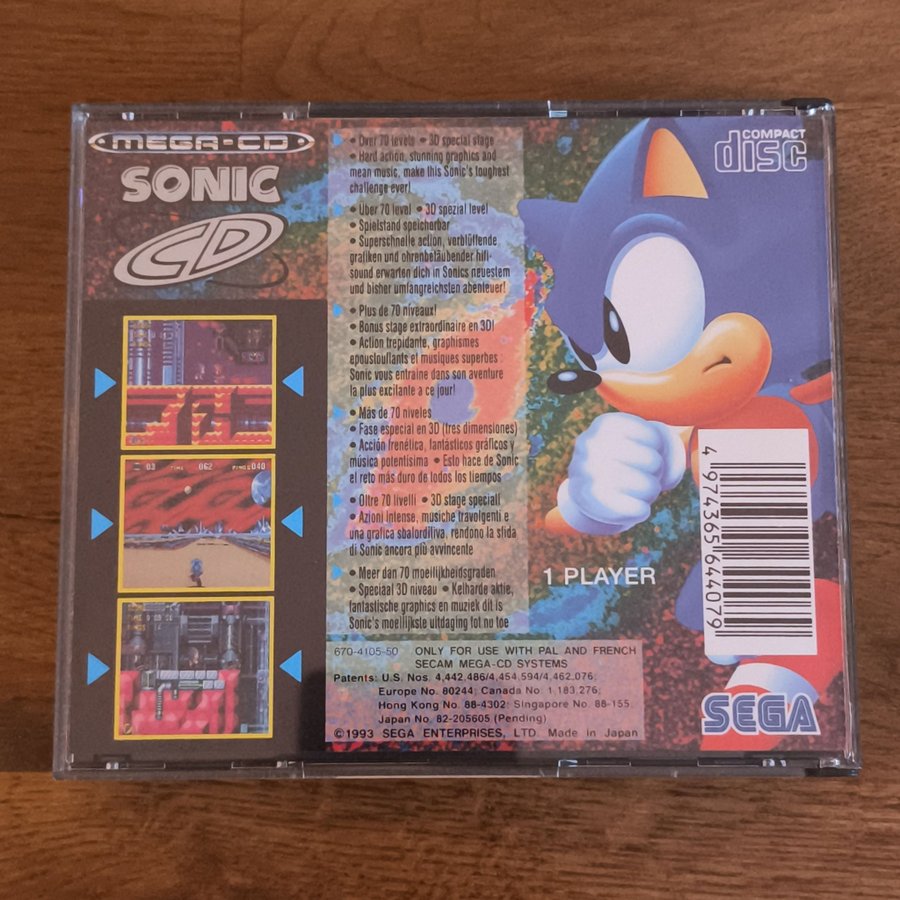 MEGA-CD
SONIC
CD
• Over 70 levels • 3D special stage
• Hard action, stunning graphics and
mean music, make this Sonic's toughest
challenge ever!
• Über 70 level • 3D spezial level
• Spielstand speicherbar
• Superschnelle action, verblüffende
grafiken und ohrenbetäubender hifi-
sound erwarten dich in Sonics neuestem
und bisher umfangreichsten abenteuer!
• Plus de 70 niveaux!
• Bonus stage extraordinaire en 3D!
• Action trepidante, graphismes
epoustouflants et musiques superbes :
Sonic vous entraine dans son aventure
la plus excitante a ce jour!
• Más de 70 niveles
• Fase especial en 3D (tres dimensiones)
• Acción frenética, fantásticos gráficos y
música potentisima • Esto hace de Sonic
el reto más duro de todos los tiempos
• Oltre 70 livelli • 3D stage speciali
• Azioni intense, musiche travolgenti e
una grafica sbalorditiva, rendono la sfida
di Sonic ancora più avvincente
• Meer dan 70 moeilijkheidsgraden
• Speciaal 3D niveau • Keiharde aktie,
fantastische graphics en muziek dit is
Sonic's moeilijkste uitdaging tot nu toe
COMPACT
disc
03 TIME 062 RINGS 040
1 PLAYER
4 974365 644079
670-4105-50 ONLY FOR USE WITH PAL AND FRENCH
SECAM MEGA-CD SYSTEMS
Patents: U.S. Nos. 4,442,486/4,454,594/4,462,076;
Europe No. 80244; Canada No. 1,183,276;
Hong Kong No. 88-4302; Singapore No. 88-155;
Japan No. 82-205605 (Pending)
©1993 SEGA ENTERPRISES, LTD. Made in Japan
SEGA